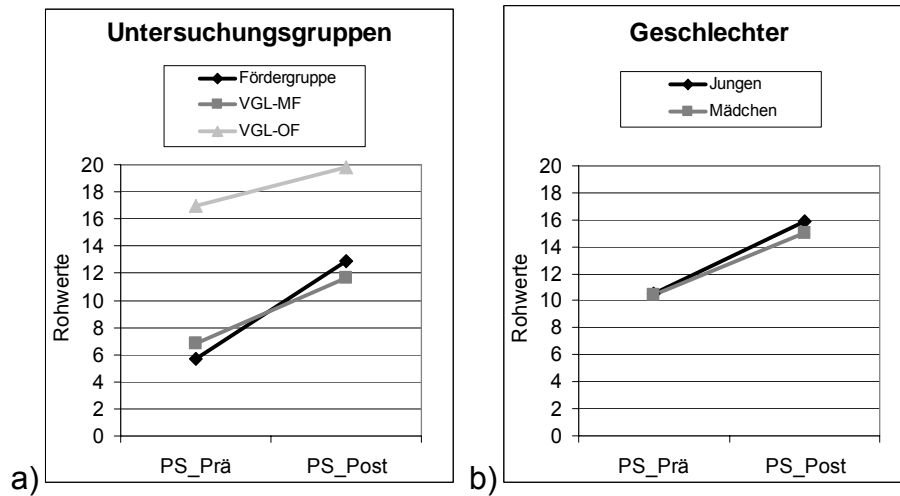 Untersuchungsgruppen
Fördergruppe
VGL-MF
VGL-OF
Rohwerte
20
18
16
14
12
10
8
6
4
2
0
PS_Prä PS_Post
a)
Geschlechter
Jungen
Mädchen
Rohwerte
20
18
16
14
12
10
8
6
4
2
0
PS_Prä PS_Post
b)